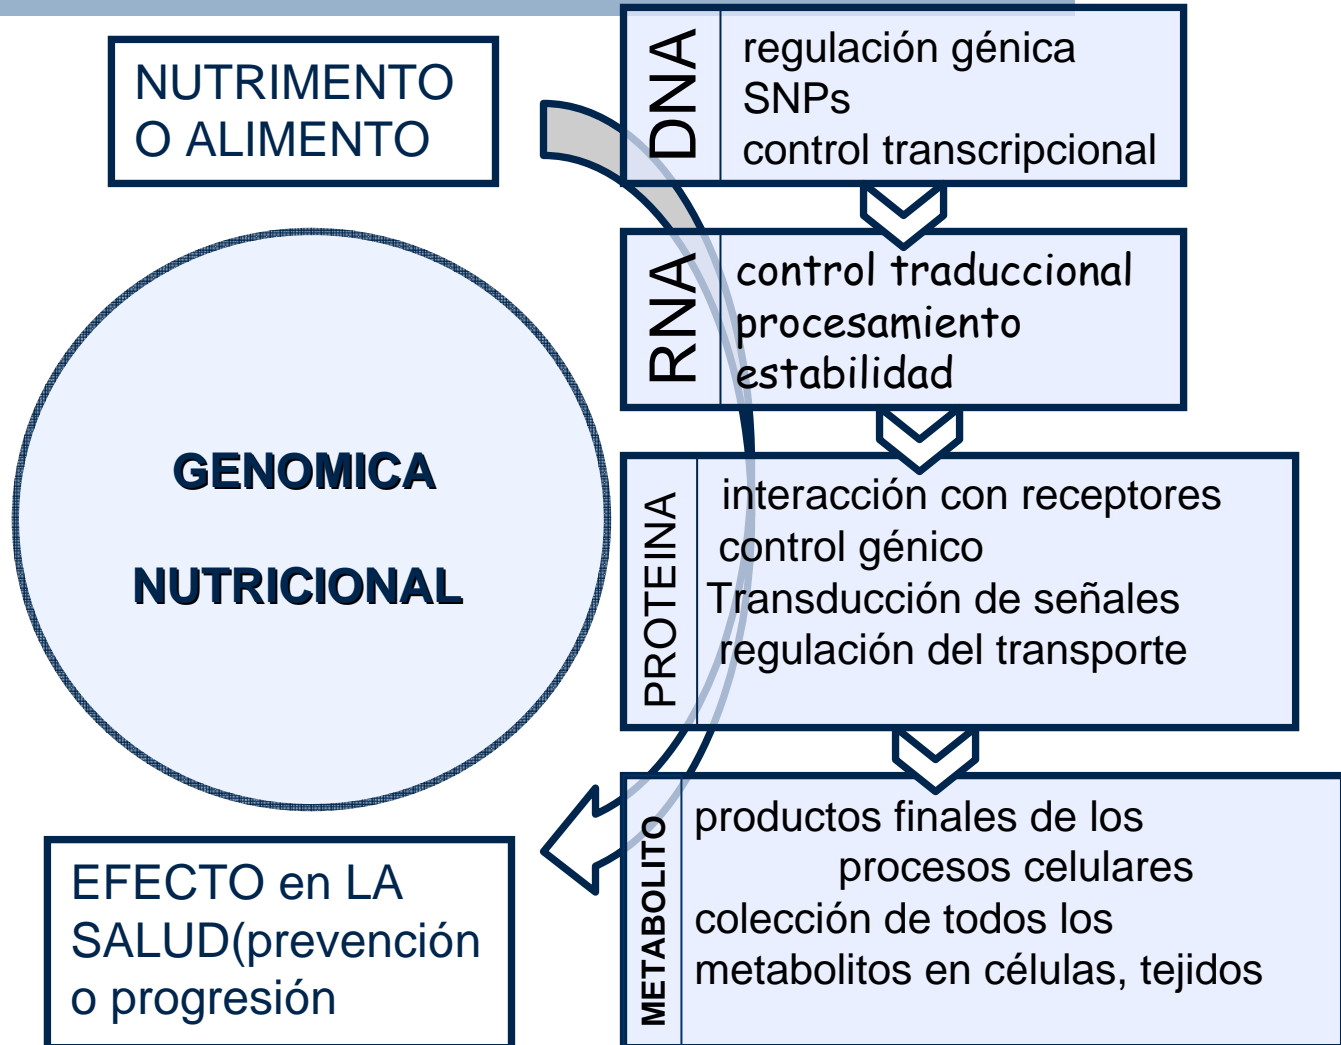 NUTRIMENTO
O ALIMENTO
DNA
regulación génica
SNPs
control transcripcional
RNA
control traduccional
procesamiento
estabilidad
GENOMICA
NUTRICIONAL
PROTEINA
interacción con receptores
control génico
Transducción de señales
regulación del transporte
METABOLITO
productos finales de los
procesos celulares
colección de todos los
metabolitos en células, tejidos
EFECTO en LA
SALUD(prevención
o progresión